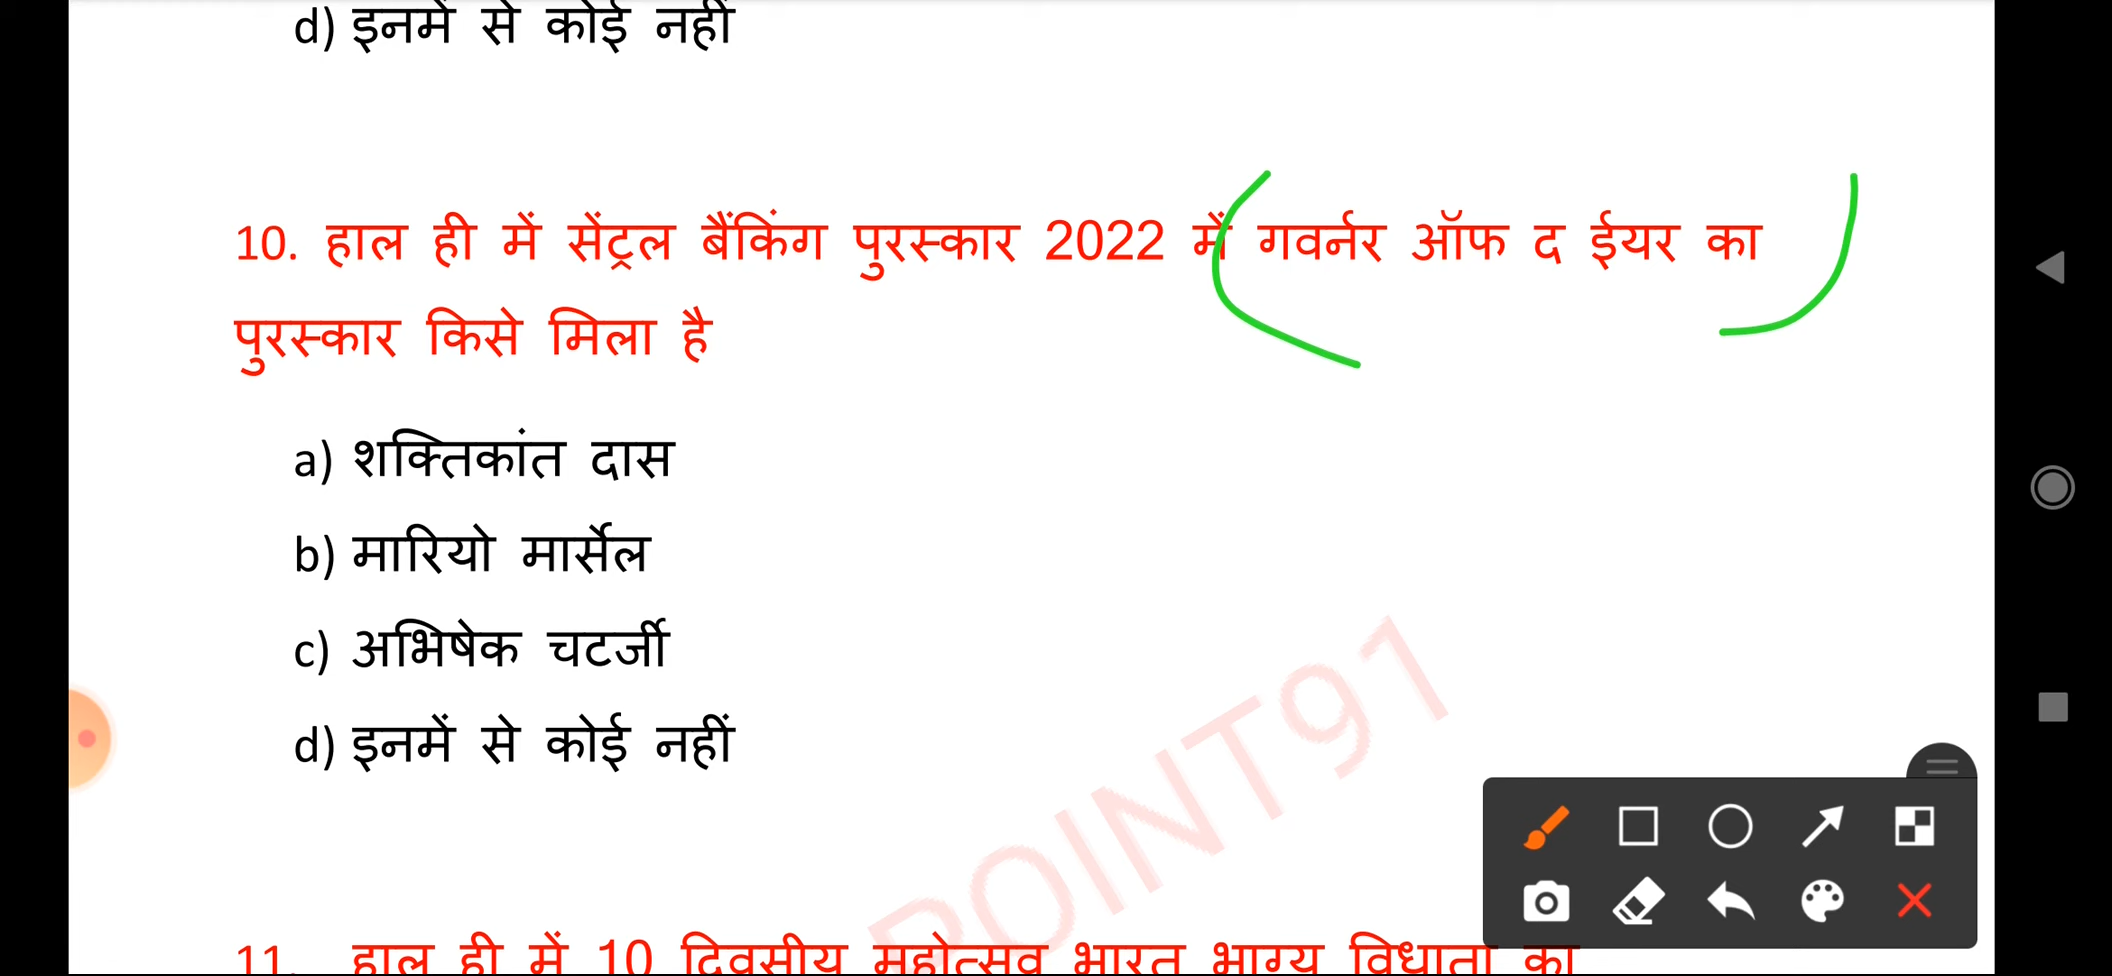 d) इनमें से कोई नहीं
10. हाल ही में सेंट्रल बैंकिंग पुरस्कार 2022 में गवर्नर ऑफ द ईयर का
पुरस्कार किसे मिला है
a) शक्तिकांत दास
b) मारियो मार्सेल
c) अभिषेक चटर्जी
d) इनमें से कोई नहीं
POINT91
11. हाल ही में 10 दिवसीय महोत्सव भारत भाग्य विधाता का